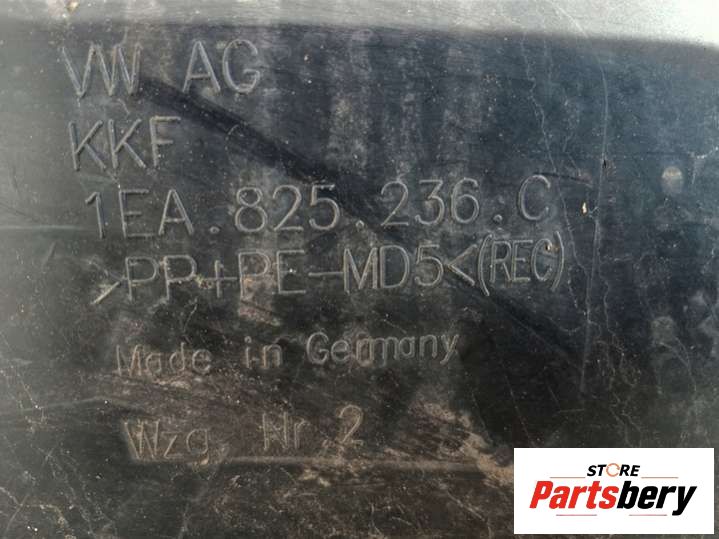 VW AG
KKF
1EA.825.236.C
>PP+PE-MD5<(REC)
Made in Germany
Wzg. Nr.2
STORE
Partsbery